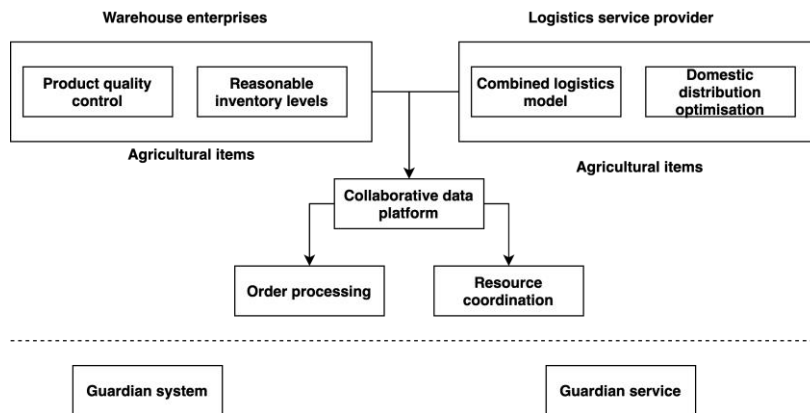 Warehouse enterprises
Logistics service provider
Product quality
control
Reasonable
inventory levels
Combined logistics
model
Domestic
distribution
optimisation
Agricultural items
Agricultural items
Collaborative data
platform
Order processing
Resource
coordination
Guardian system
Guardian service